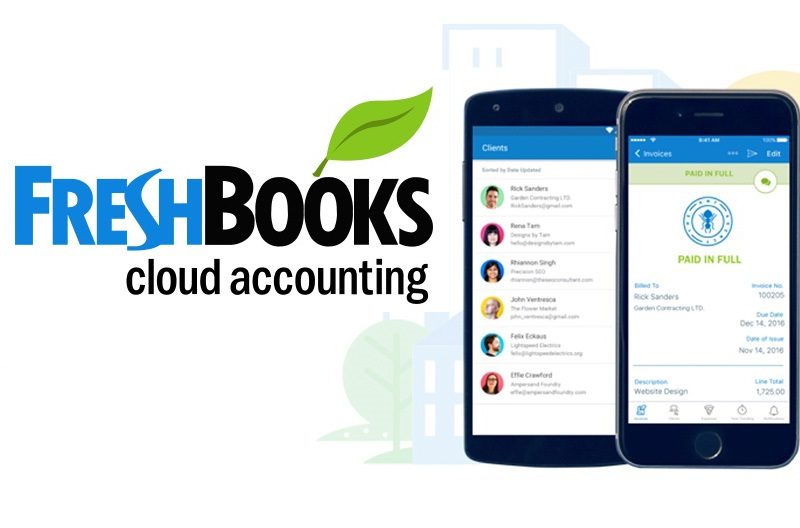 FRESHBOOKS
cloud accounting
Clients
Sorted by Date Updated
Rick Sanders
Garden Contracting LTD.
RickSanders@gmail.com
Rena Tam
Designs by Tam
hello@designsbytam.com
Rhiannon Singh
Precision SEO
rhiannon@theseoconsultant.com
John Ventresca
The Flower Market
john_ventresca@gmail.com
Felix Eckaus
Lightspeed Electrics
felix@lightspeedelectrics.org
Effie Crawford
Ampersand Foundry
effie@ampersandfoundry.com
9:41 AM
100%
Invoices
Edit
PAID IN FULL
PAID IN FULL
Billed To
Rick Sanders
Garden Contracting LTD.
Invoice No.
100205
Due Date
Dec 14, 2016
Date of Issue
Nov 14, 2016
Description
Line Total
Website Design
1,725.00